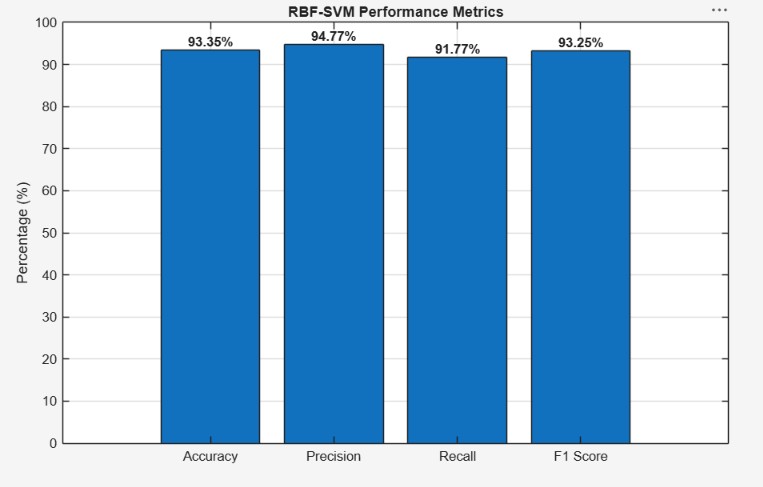 RBF-SVM Performance Metrics
...
100
90
80
70
60
50
40
30
20
10
0
Percentage (%)
93.35%
94.77%
91.77%
93.25%
Accuracy
Precision
Recall
F1 Score